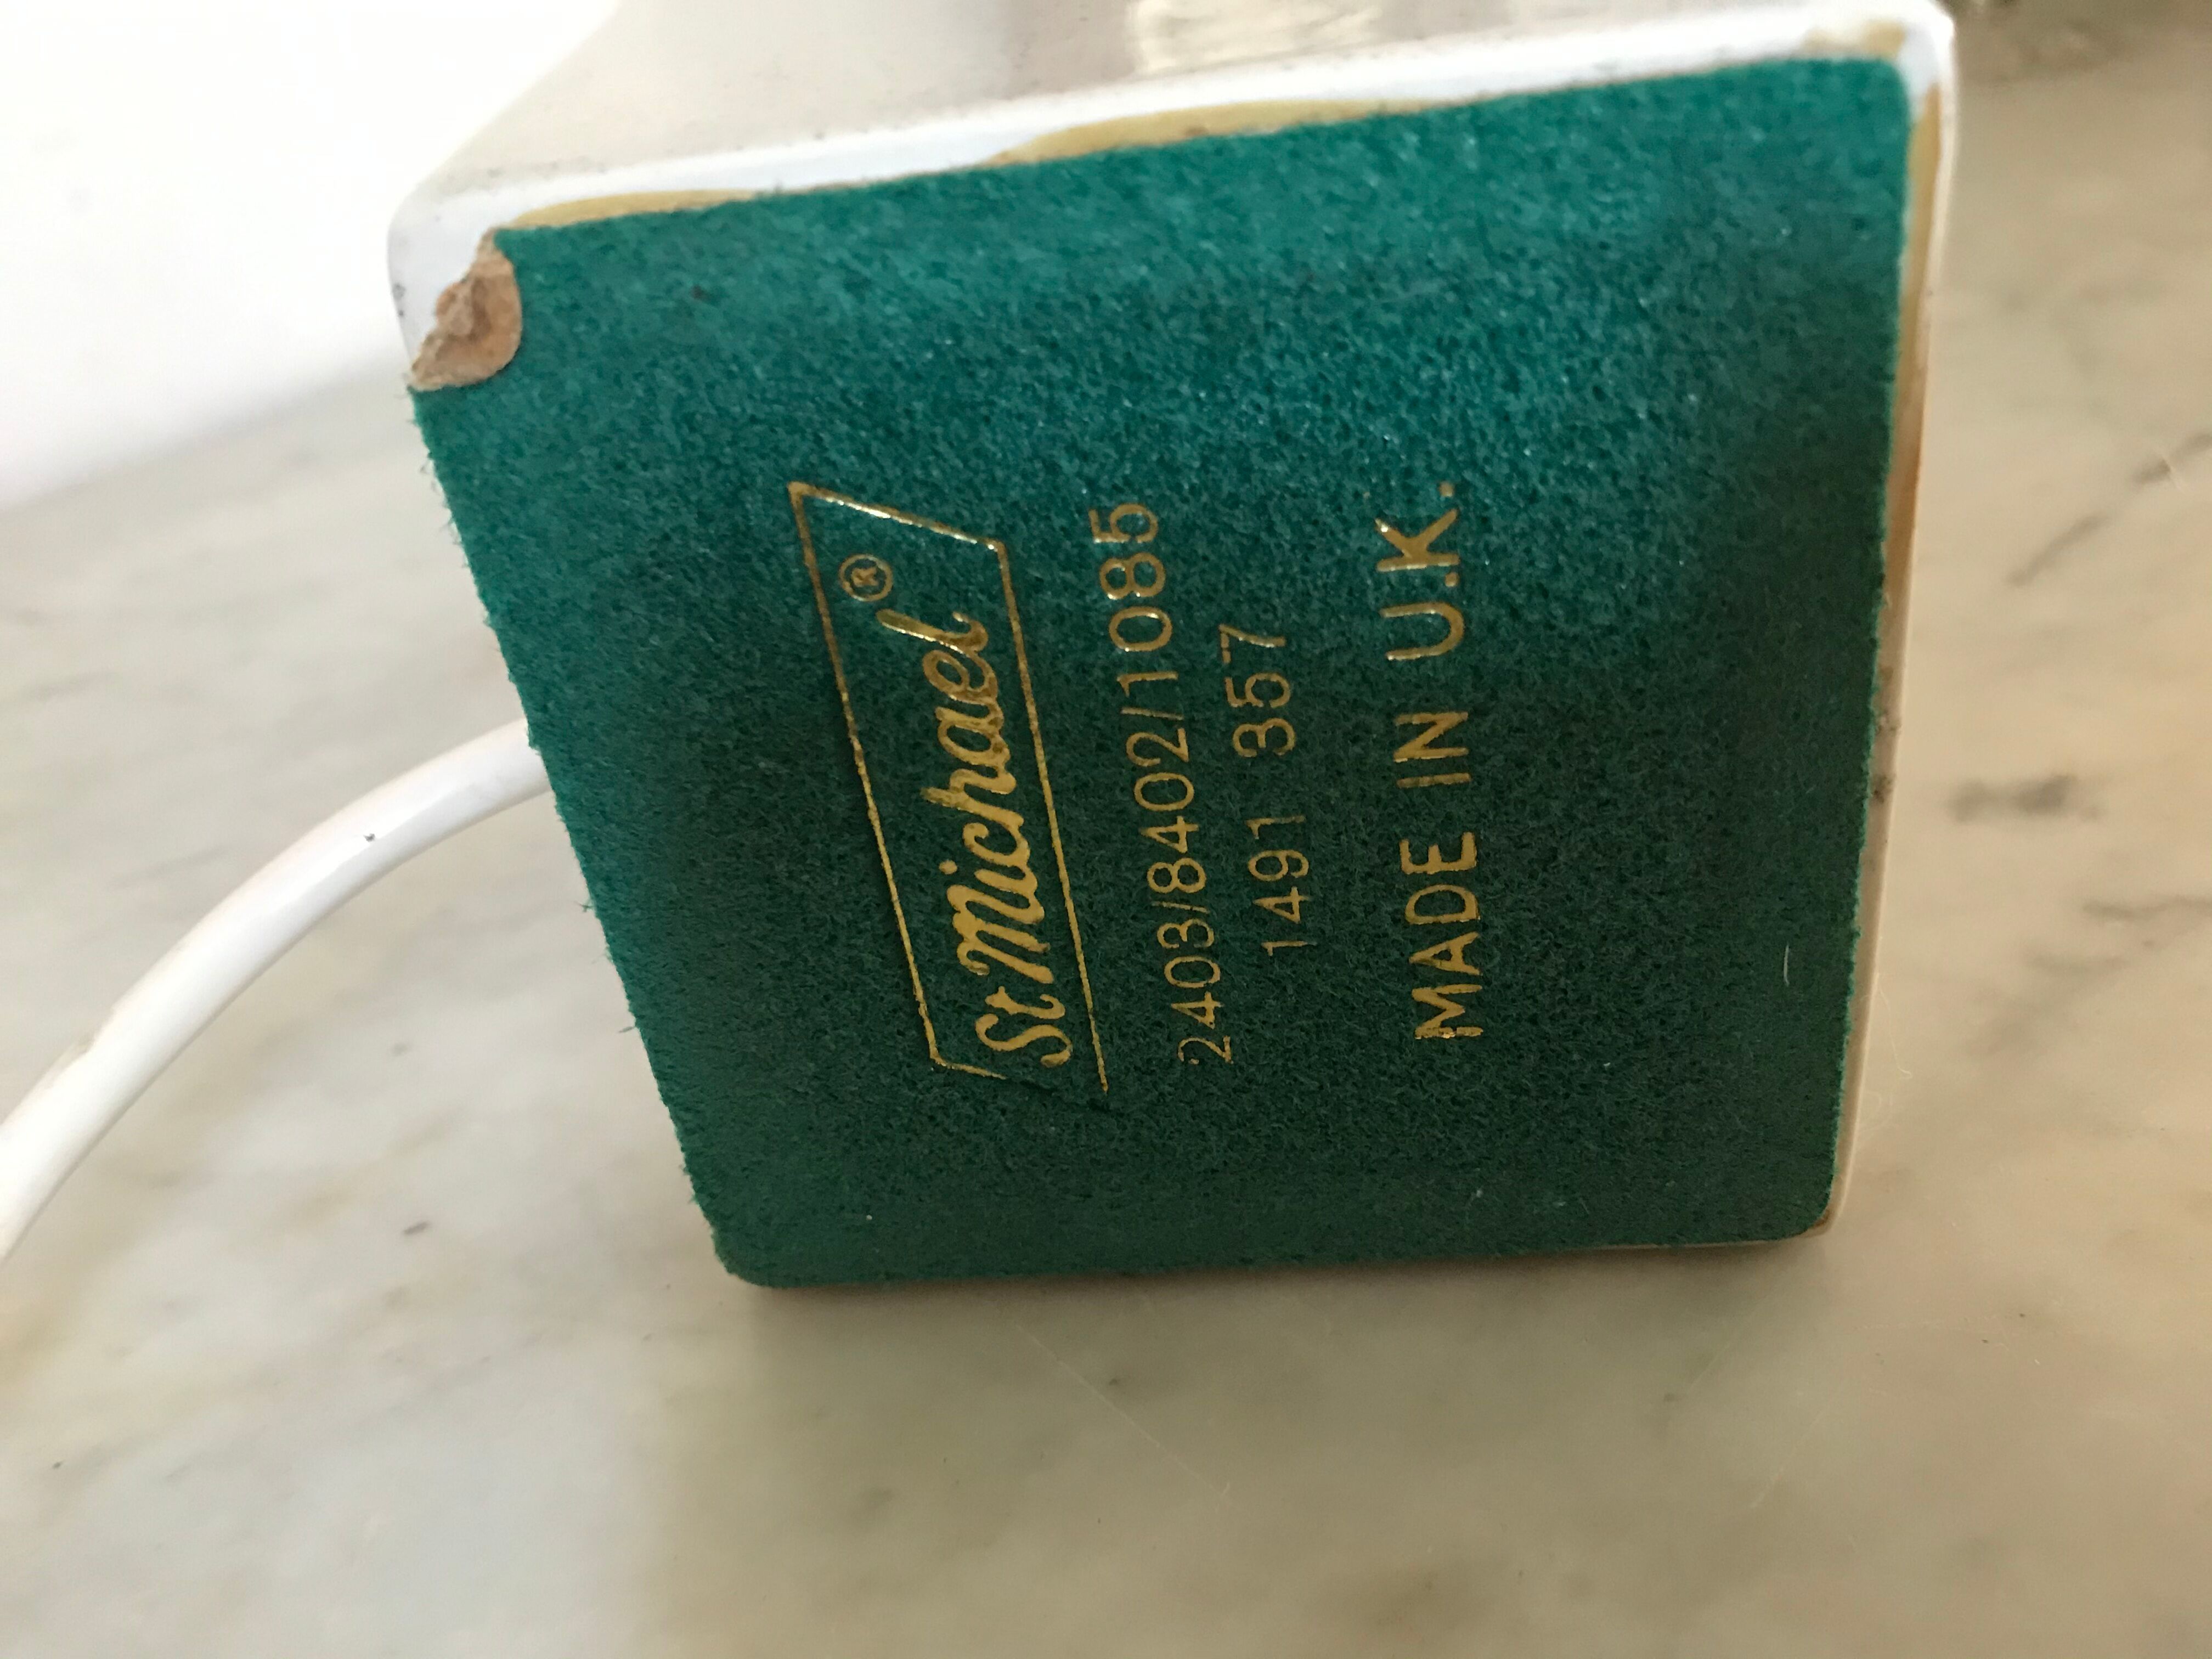 St Michael®
2403/8402/1085
1491 357
MADE IN U.K.